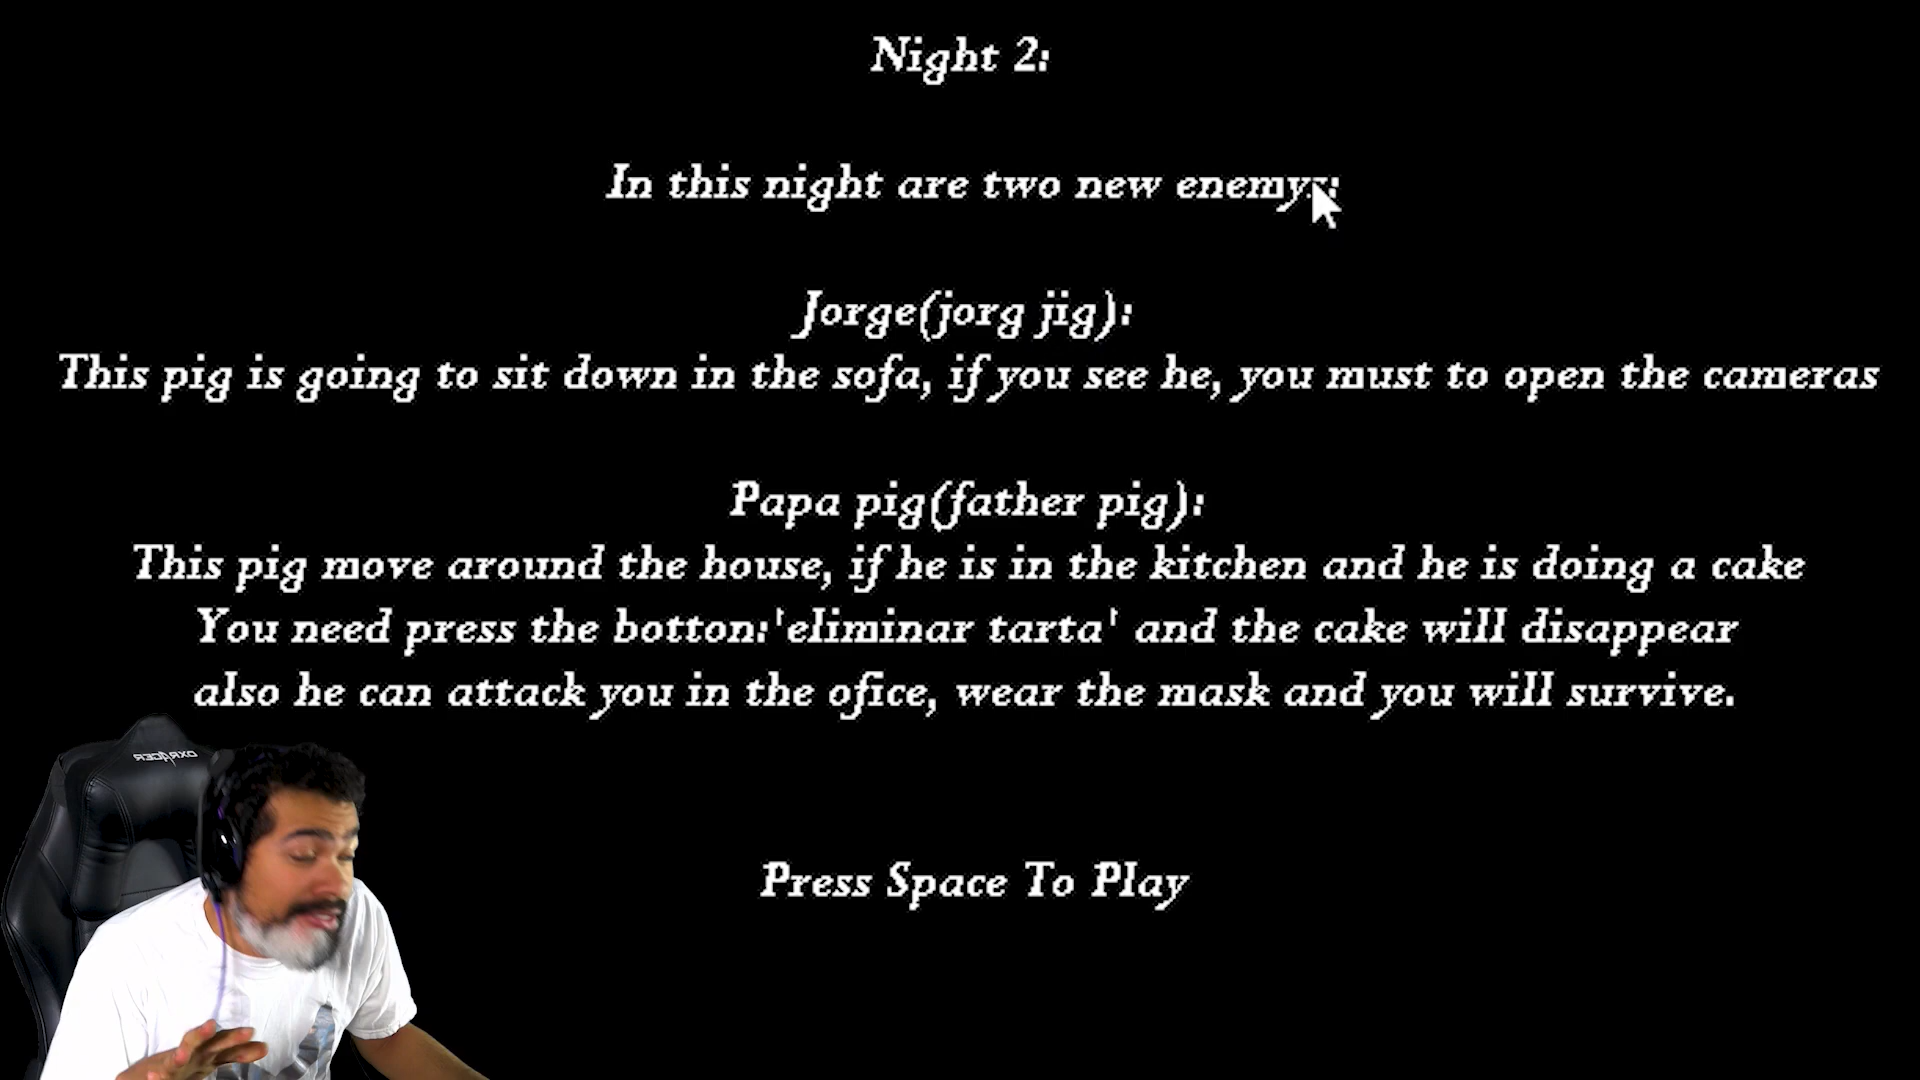 Night 2:
In this night are two new enemys:
Jorge(jorg jig):
This pig is going to sit down in the sofa, if you see he, you must to open the cameras
Papa pig(father pig):
This pig move around the house, if he is in the kitchen and he is doing a cake
You need press the botton:'eliminar tarta' and the cake will disappear
also he can attack you in the ofice, wear the mask and you will survive.
Press Space To Play